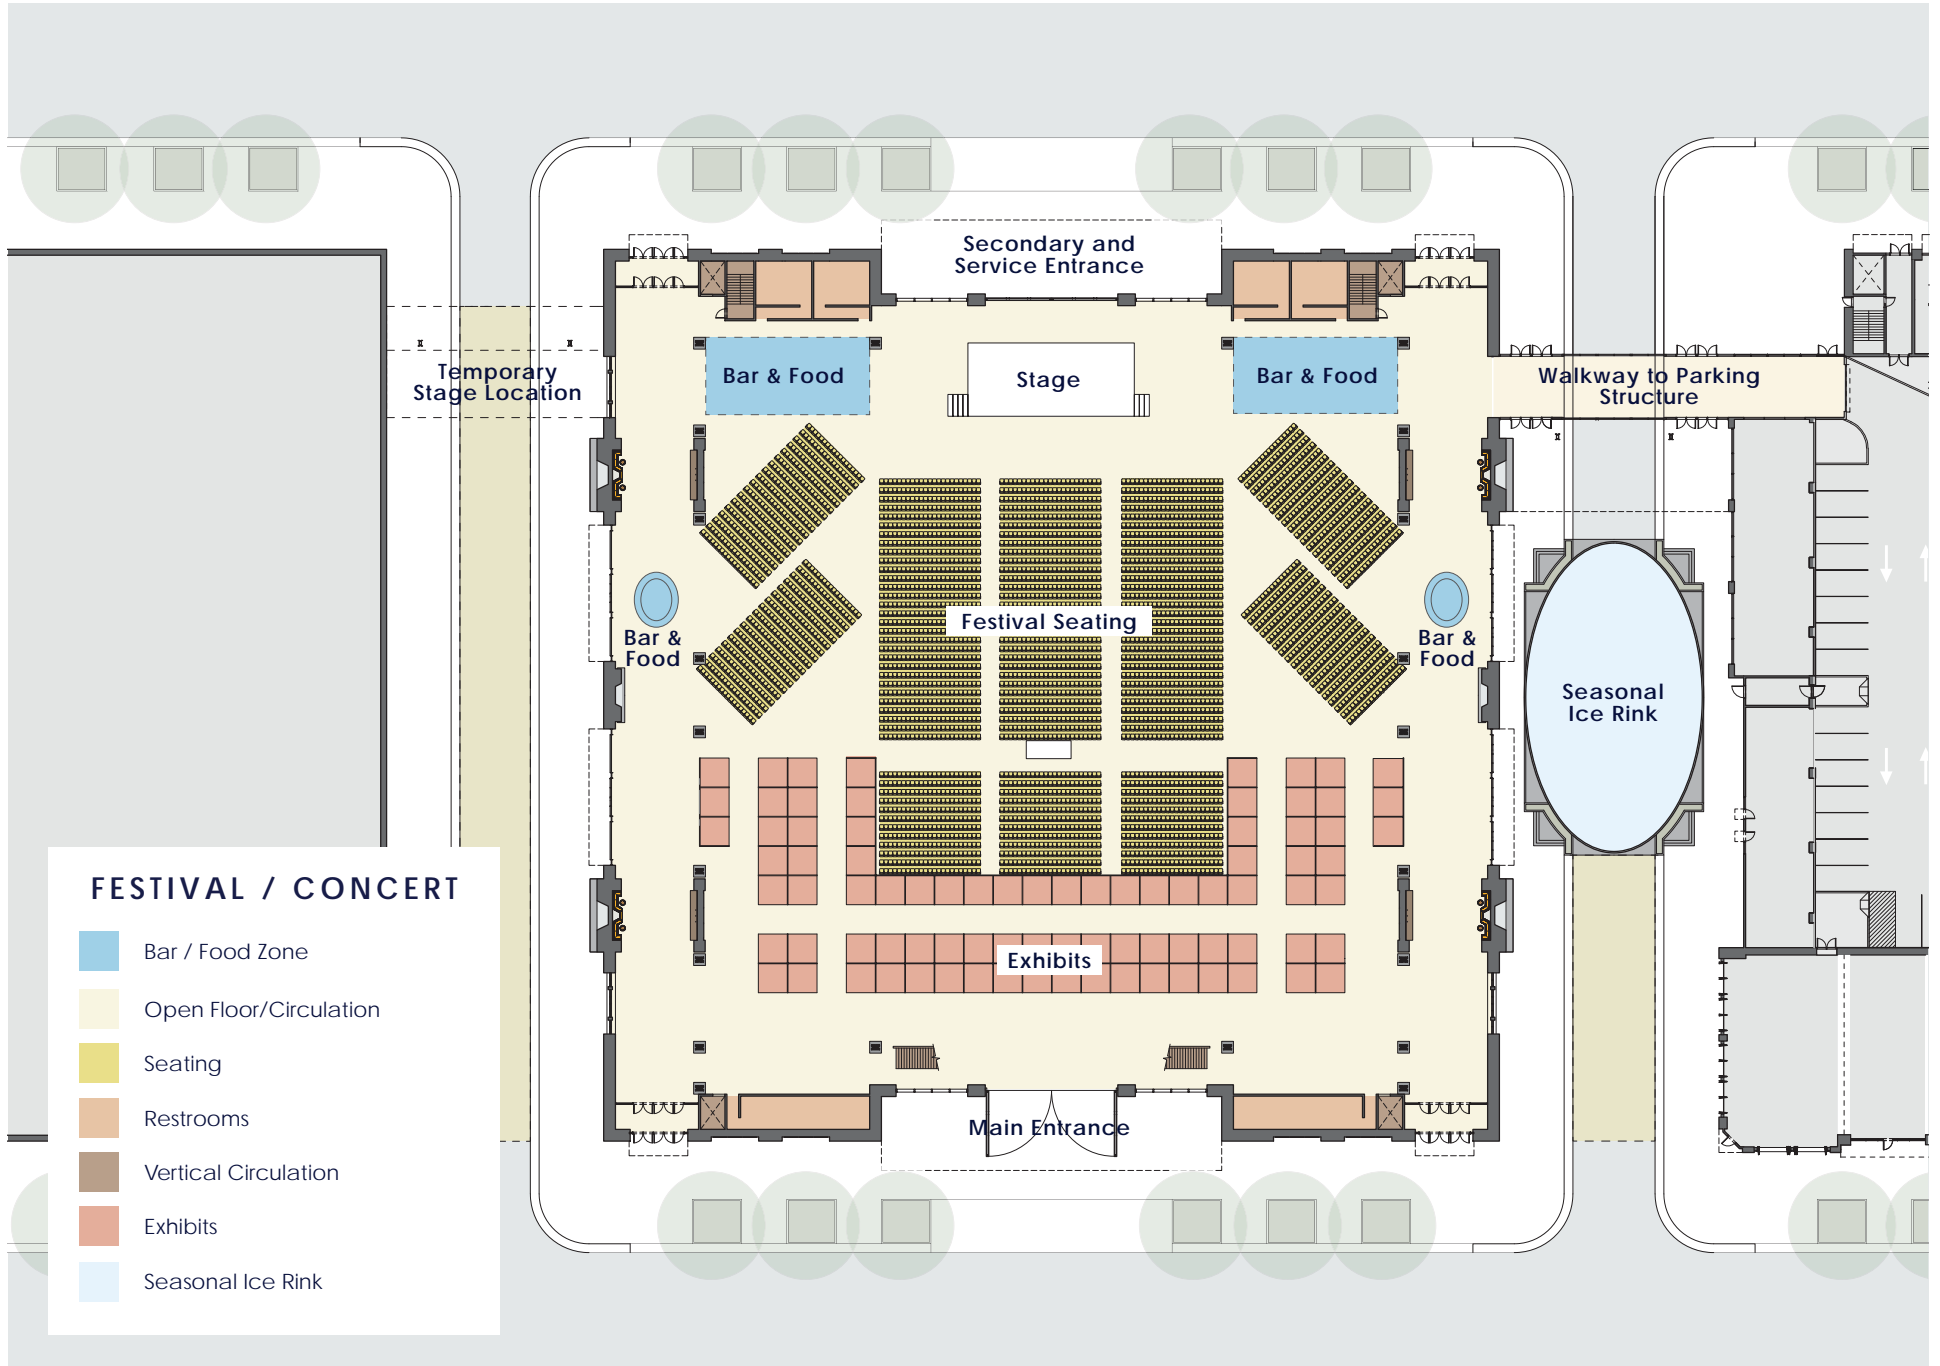 Secondary and
Service Entrance
Temporary
Stage Location
Bar & Food
Stage
Bar & Food
Walkway to Parking
Structure
Festival Seating
Bar &
Food
Bar &
Food
Seasonal
Ice Rink
Exhibits
Main Entrance
FESTIVAL / CONCERT
Bar / Food Zone
Open Floor/Circulation
Seating
Restrooms
Vertical Circulation
Exhibits
Seasonal Ice Rink